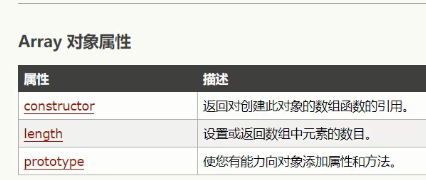 Array 对象属性
属性 描述
constructor 返回对创建此对象的数组函数的引用。
length 设置或返回数组中元素的数目。
prototype 使您有能力向对象添加属性和方法。